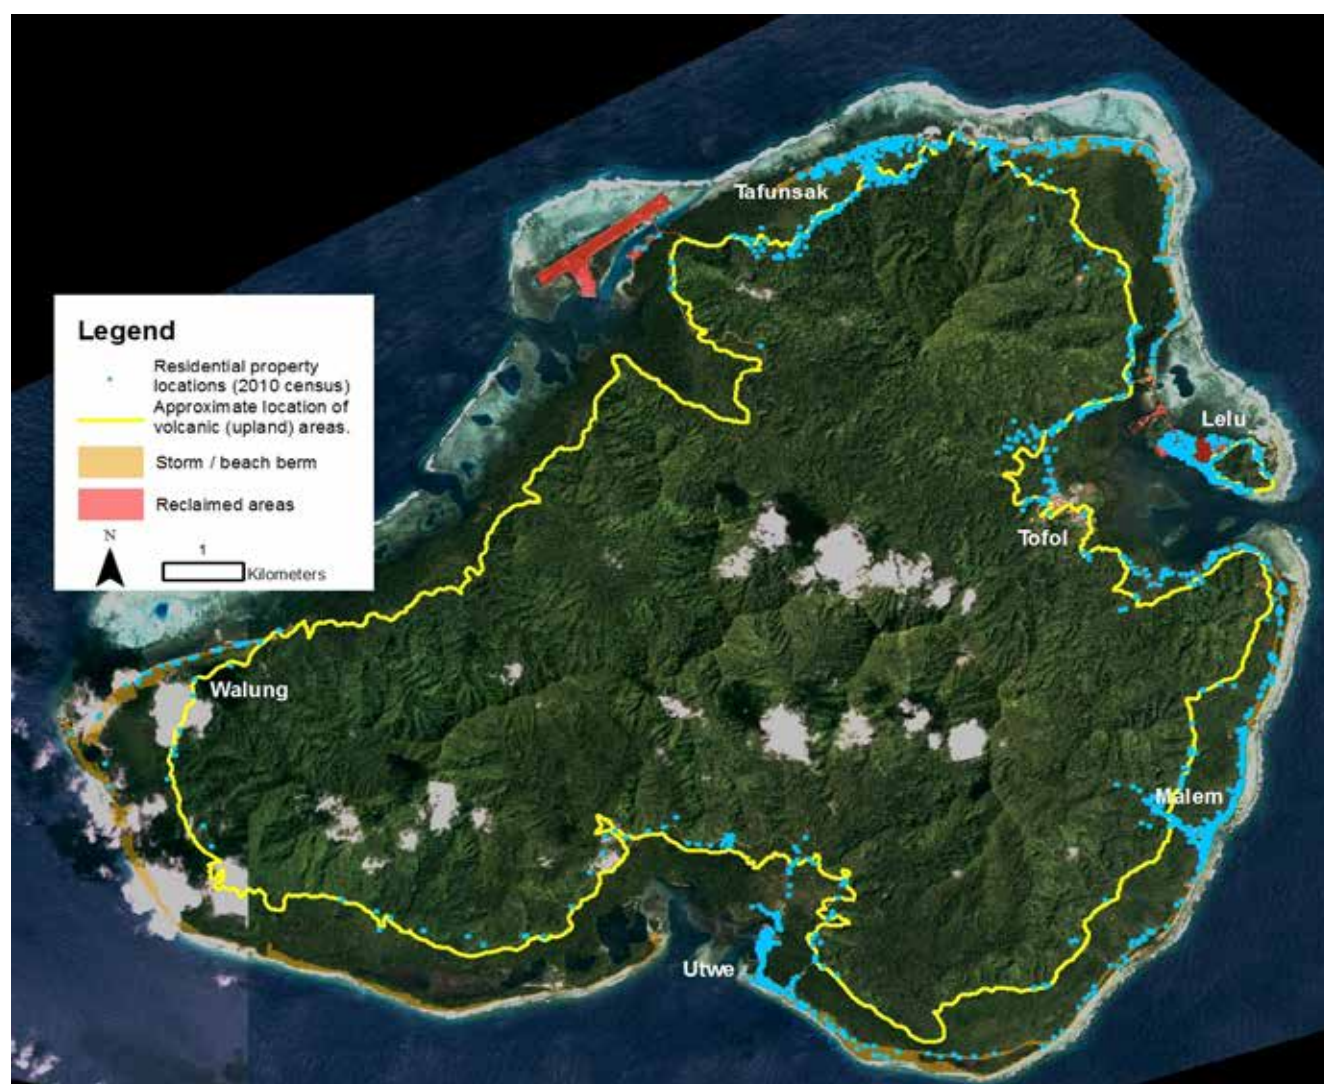 Tafunsak
Legend
Residential property
locations (2010 census)
Approximate location of
volcanic (upland) areas.
Lelu
Storm / beach berm
Reclaimed areas
N
1
Kilometers
Tofol
Walung
Malem
Utwe